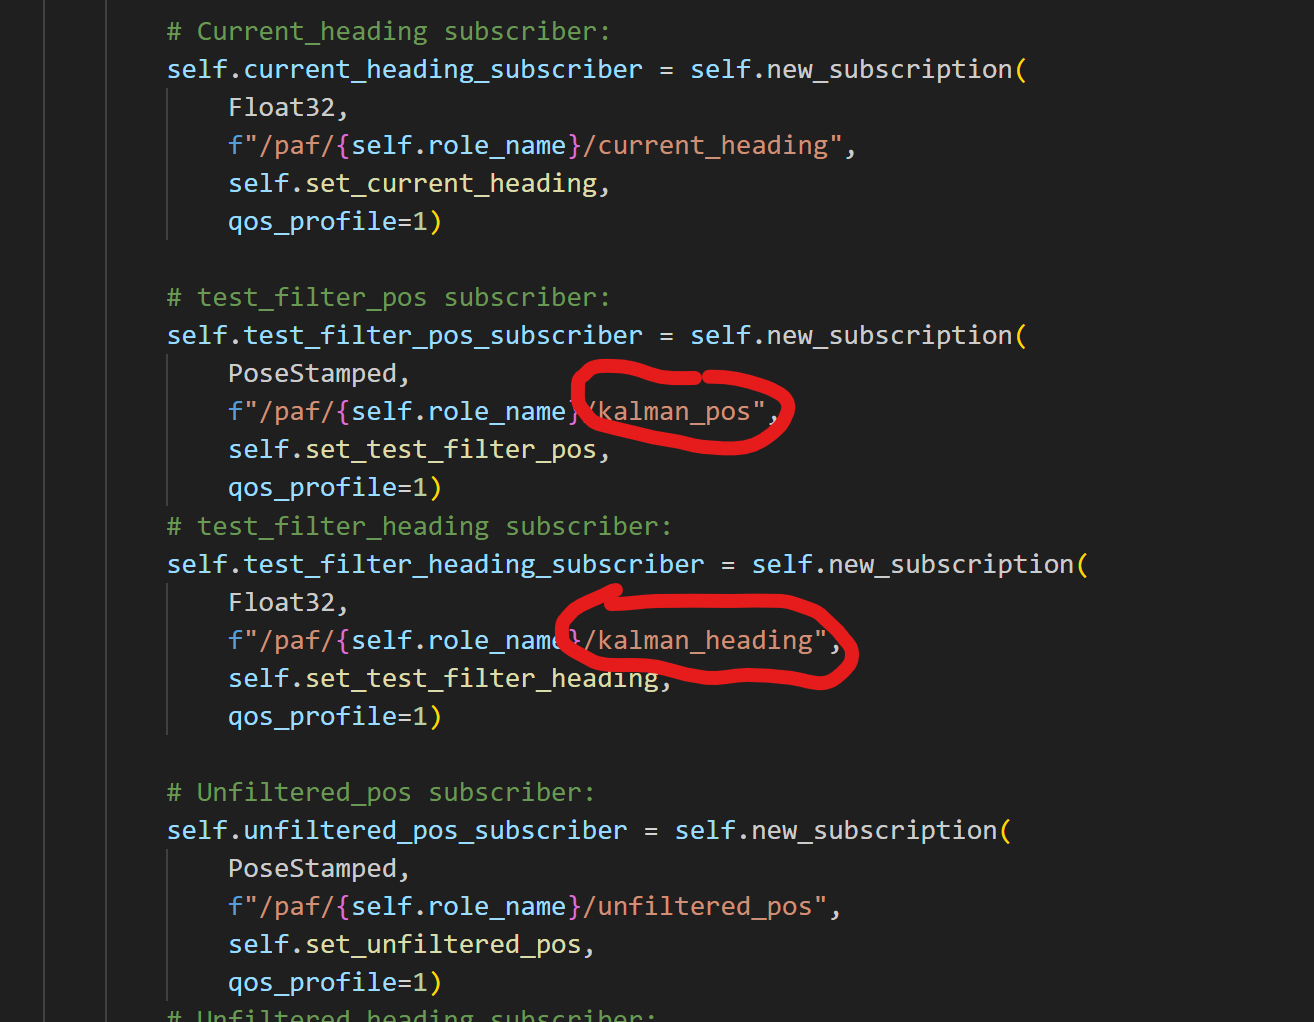 # Current_heading subscriber:
self.current_heading_subscriber = self.new_subscription(
Float32,
f"/paf/{self.role_name}/current_heading",
self.set_current_heading,
qos_profile=1)
# test_filter_pos subscriber:
self.test_filter_pos_subscriber = self.new_subscription(
PoseStamped,
f"/paf/{self.role_name}/kalman_pos",
self.set_test_filter_pos,
qos_profile=1)
# test_filter_heading subscriber:
self.test_filter_heading_subscriber = self.new_subscription(
Float32,
f"/paf/{self.role_name}/kalman_heading",
self.set_test_filter_heading,
qos_profile=1)
# Unfiltered_pos subscriber:
self.unfiltered_pos_subscriber = self.new_subscription(
PoseStamped,
f"/paf/{self.role_name}/unfiltered_pos",
self.set_unfiltered_pos,
qos_profile=1)
# Unfiltered_heading subscriber: